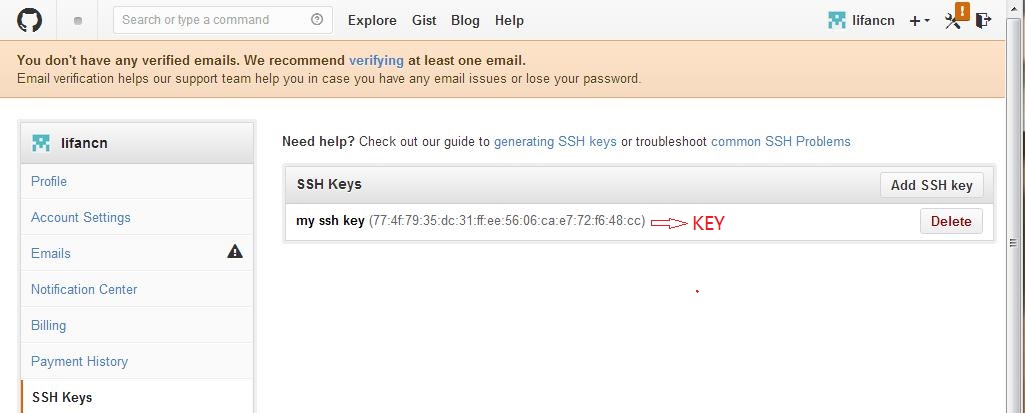 Search or type a command Explore Gist Blog Help lifancn
You don't have any verified emails. We recommend verifying at least one email.
Email verification helps our support team help you in case you have any email issues or lose your password.
lifancn
Profile
Account Settings
Emails
Notification Center
Billing
Payment History
SSH Keys
Need help? Check out our guide to generating SSH keys or troubleshoot common SSH Problems
SSH Keys Add SSH key
my ssh key (77:4f:79:35:dc:31:ff:ee:56:06:ca:e7:72:f6:48:cc) KEY Delete